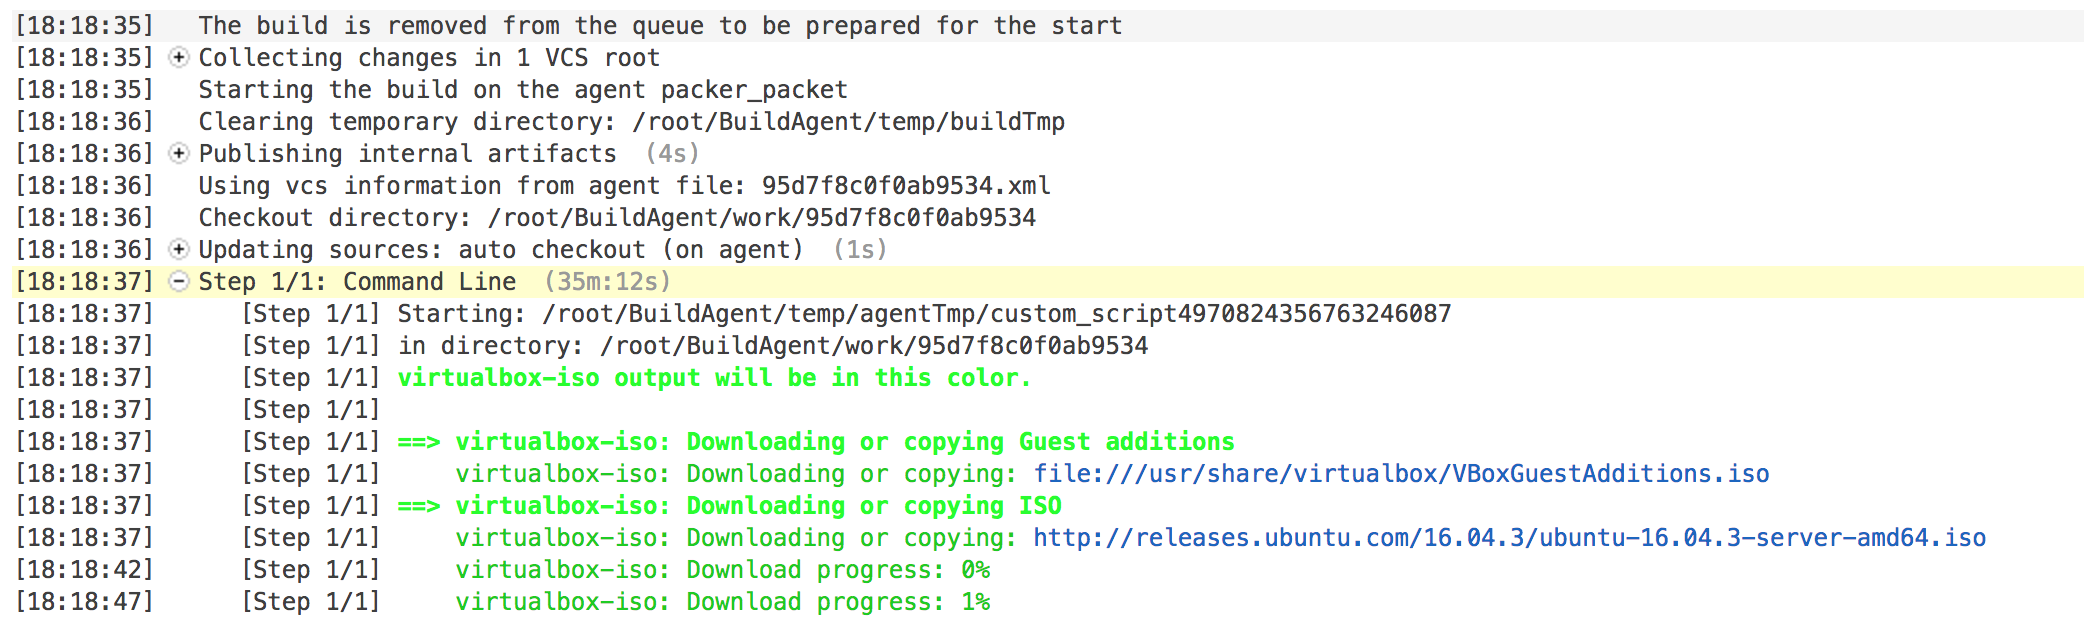 [18:18:35] The build is removed from the queue to be prepared for the start
[18:18:35] Collecting changes in 1 VCS root
[18:18:35] Starting the build on the agent packer_packet
[18:18:36] Clearing temporary directory: /root/BuildAgent/temp/buildTmp
[18:18:36] Publishing internal artifacts (4s)
[18:18:36] Using vcs information from agent file: 95d7f8c0f0ab9534.xml
[18:18:36] Checkout directory: /root/BuildAgent/work/95d7f8c0f0ab9534
[18:18:36] Updating sources: auto checkout (on agent) (1s)
[18:18:37] Step 1/1: Command Line (35m:12s)
[18:18:37] [Step 1/1] Starting: /root/BuildAgent/temp/agentTmp/custom_script4970824356763246087
[18:18:37] [Step 1/1] in directory: /root/BuildAgent/work/95d7f8c0f0ab9534
[18:18:37] [Step 1/1] virtualbox-iso output will be in this color.
[18:18:37] [Step 1/1]
[18:18:37] [Step 1/1] ==> virtualbox-iso: Downloading or copying Guest additions
[18:18:37] [Step 1/1] virtualbox-iso: Downloading or copying: file:///usr/share/virtualbox/VBoxGuestAdditions.iso
[18:18:37] [Step 1/1] ==> virtualbox-iso: Downloading or copying ISO
[18:18:37] [Step 1/1] virtualbox-iso: Downloading or copying: http://releases.ubuntu.com/16.04.3/ubuntu-16.04.3-server-amd64.iso
[18:18:42] [Step 1/1] virtualbox-iso: Download progress: 0%
[18:18:47] [Step 1/1] virtualbox-iso: Download progress: 1%